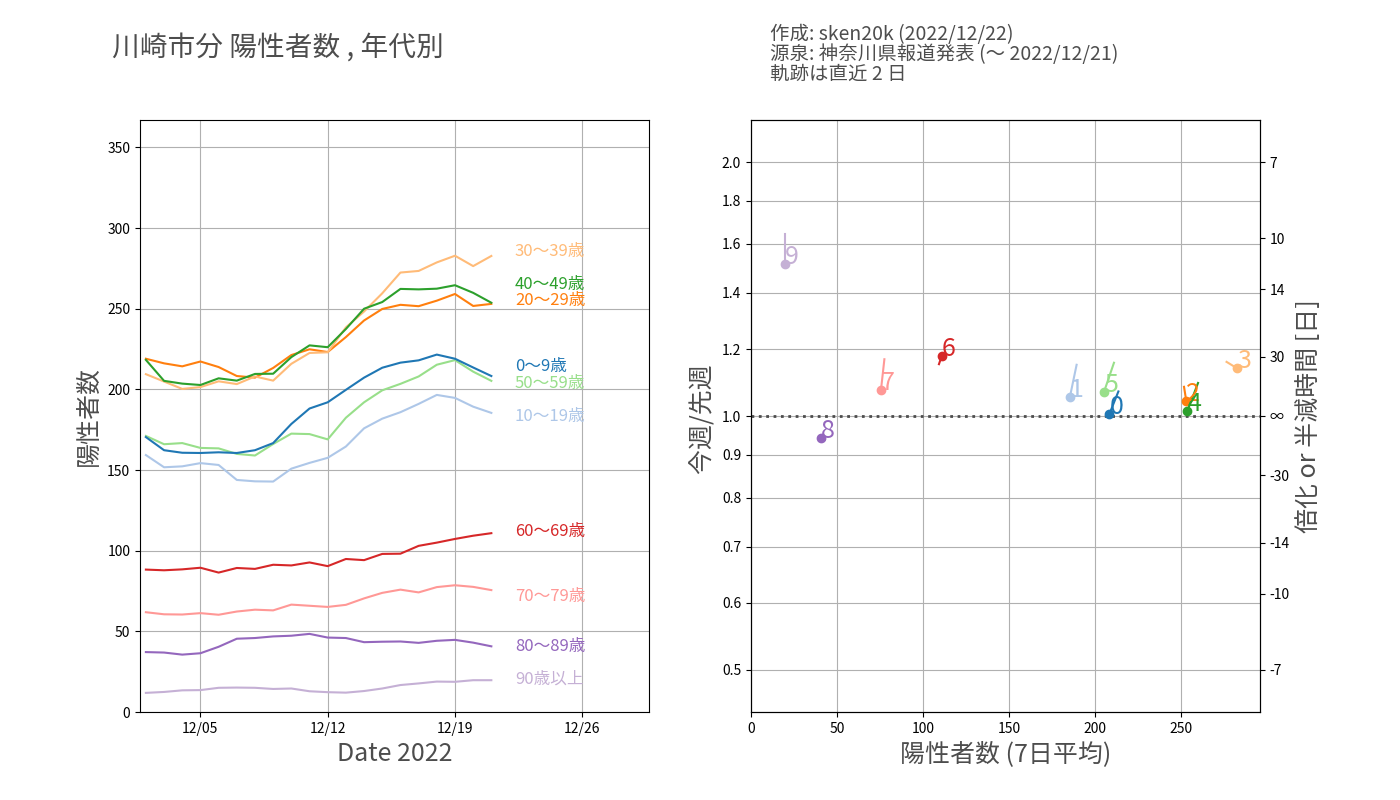 川崎市分 陽性者数 , 年代別
作成: sken20k (2022/12/22)
源泉: 神奈川県報道発表 (〜 2022/12/21)
軌跡は直近 2 日
陽性者数
350
300
250
200
150
100
50
0
12/05
12/12
12/19
12/26
Date 2022
30〜39歳
40〜49歳
20〜29歳
0〜9歳
50〜59歳
10〜19歳
60〜69歳
70〜79歳
80〜89歳
90歳以上
今週/先週
2.0
1.8
1.6
1.4
1.2
1.0
0.9
0.8
0.7
0.6
0.5
0
50
100
150
200
250
陽性者数 (7日平均)
9
6
3
7
1
5
2
4
0
8
7
10
14
30
∞
-30
-14
-10
-7
倍化 or 半減時間 [日]